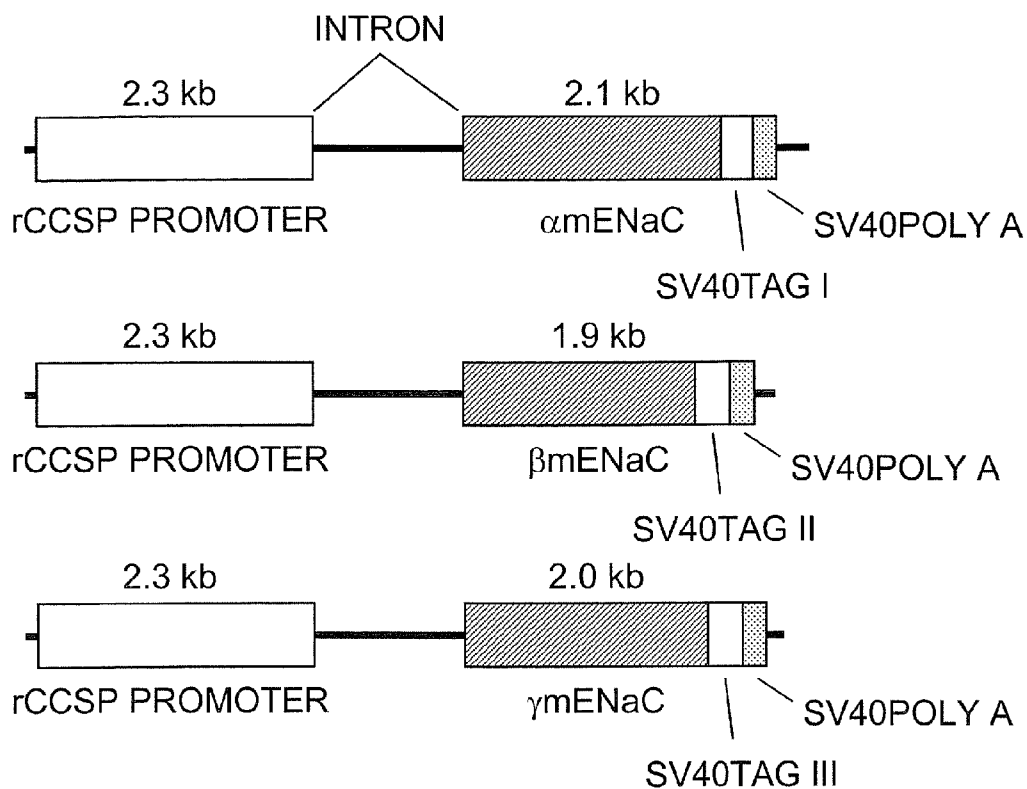 INTRON
2.3 kb
2.1 kb
rCCSP PROMOTER
αmENaC
SV40POLY A
SV40TAG I
2.3 kb
1.9 kb
rCCSP PROMOTER
βmENaC
SV40POLY A
SV40TAG II
2.3 kb
2.0 kb
rCCSP PROMOTER
γmENaC
SV40POLY A
SV40TAG III